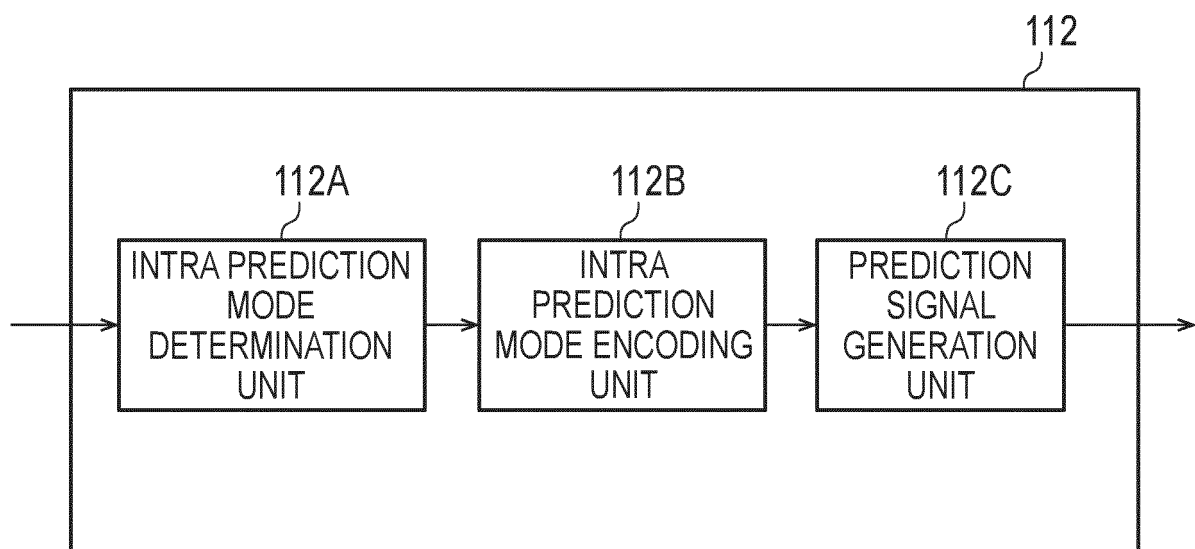 112
112A
112B
112C
INTRA PREDICTION
MODE
DETERMINATION
UNIT
INTRA
PREDICTION
MODE ENCODING
UNIT
PREDICTION
SIGNAL
GENERATION
UNIT